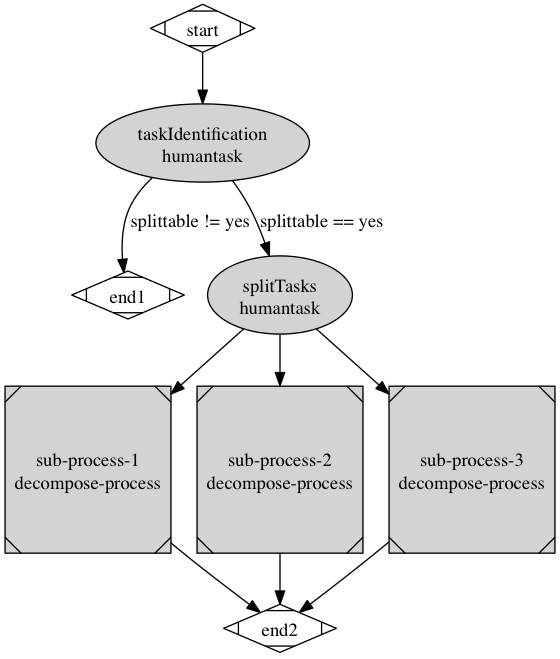 start
taskIdentification
humantask
splittable != yes
splittable == yes
end1
splitTasks
humantask
sub-process-1
decompose-process
sub-process-2
decompose-process
sub-process-3
decompose-process
end2